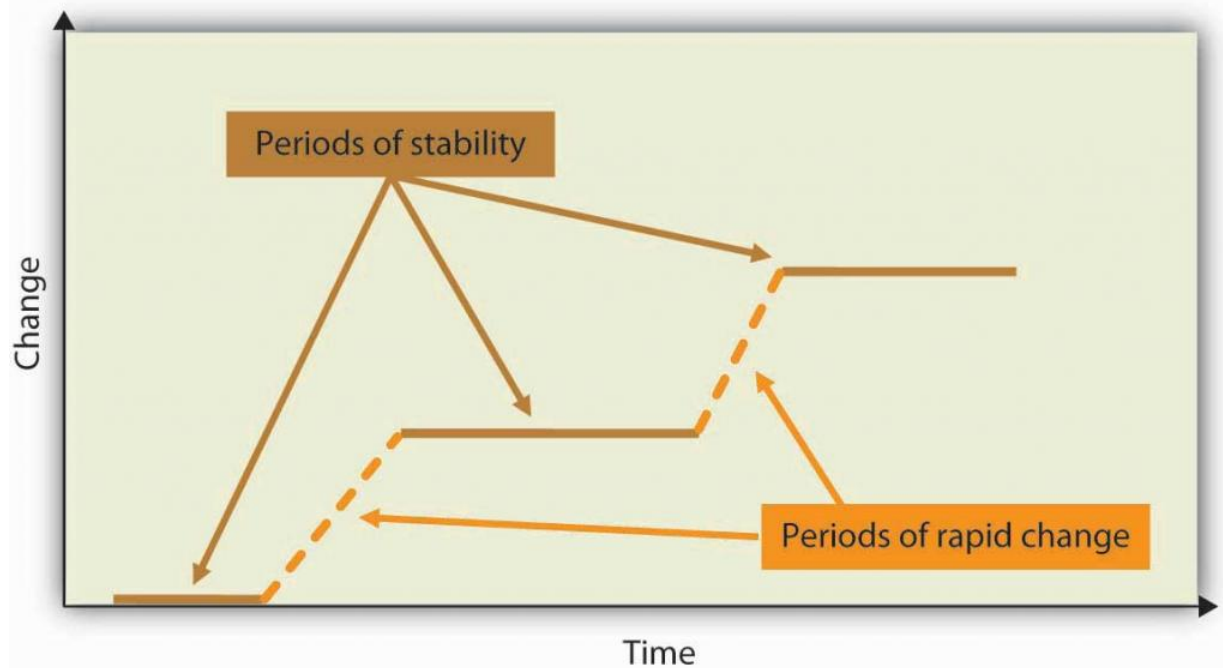 Periods of stability
Change
Periods of rapid change
Time